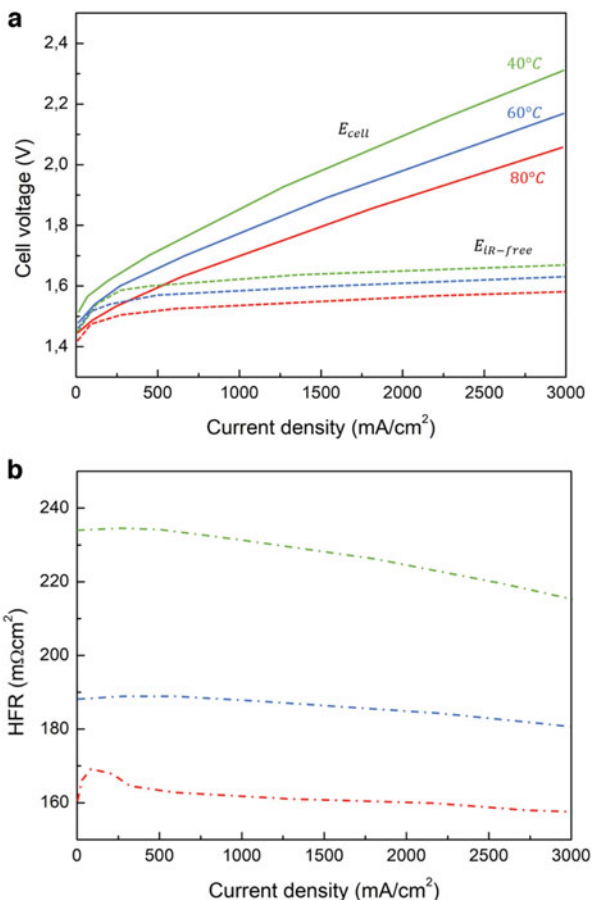 a
2,4
2,2
2,0
1,8
1,6
1,4
Cell voltage (V)
40°C
60°C
80°C
E_cell
E_iR−free
0 500 1000 1500 2000 2500 3000
Current density (mA/cm²)
b
240
220
200
180
160
HFR (mΩcm²)
0 500 1000 1500 2000 2500 3000
Current density (mA/cm²)